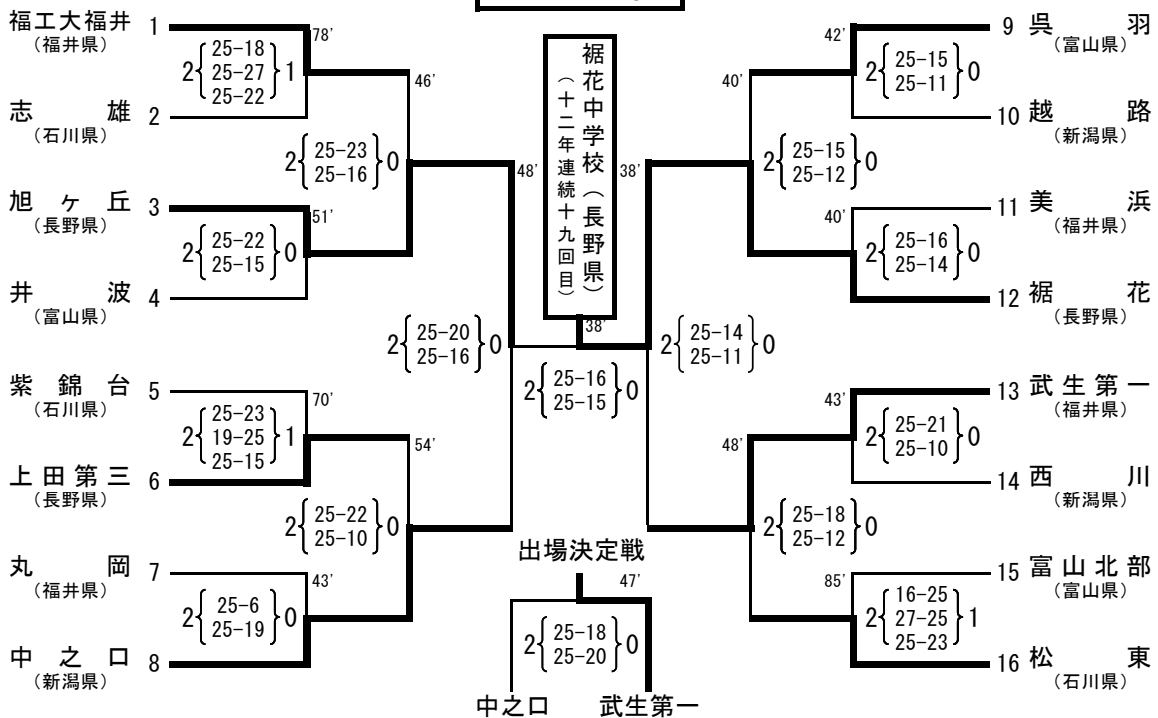 福工大福井 1
（福井県）
78'
2 25-18 1
25-27
25-22
志雄 2
（石川県）
46'
2 25-23 0
25-16
旭ヶ丘 3
（長野県）
51'
2 25-22 0
25-15
井波 4
（富山県）
48'
2 25-20 0
25-16
紫錦台 5
（石川県）
70'
2 25-23 1
19-25
25-15
上田第三 6
（長野県）
54'
2 25-22 0
25-10
丸岡 7
（福井県）
43'
2 25-6 0
25-19
中之口 8
（新潟県）
裾花中学校（長野県）
（十二年連続十九回目）
38'
2 25-16 0
25-15
出場決定戦
47'
2 25-18 0
25-20
中之口 武生第一
9 呉羽
（富山県）
42'
2 25-15 0
25-11
10 越路
（新潟県）
40'
2 25-15 0
25-12
11 美浜
（福井県）
40'
2 25-16 0
25-14
12 裾花
（長野県）
38'
2 25-14 0
25-11
13 武生第一
（福井県）
43'
2 25-21 0
25-10
14 西川
（新潟県）
48'
2 25-18 0
25-12
15 富山北部
（富山県）
85'
2 16-25 1
27-25
25-23
16 松東
（石川県）